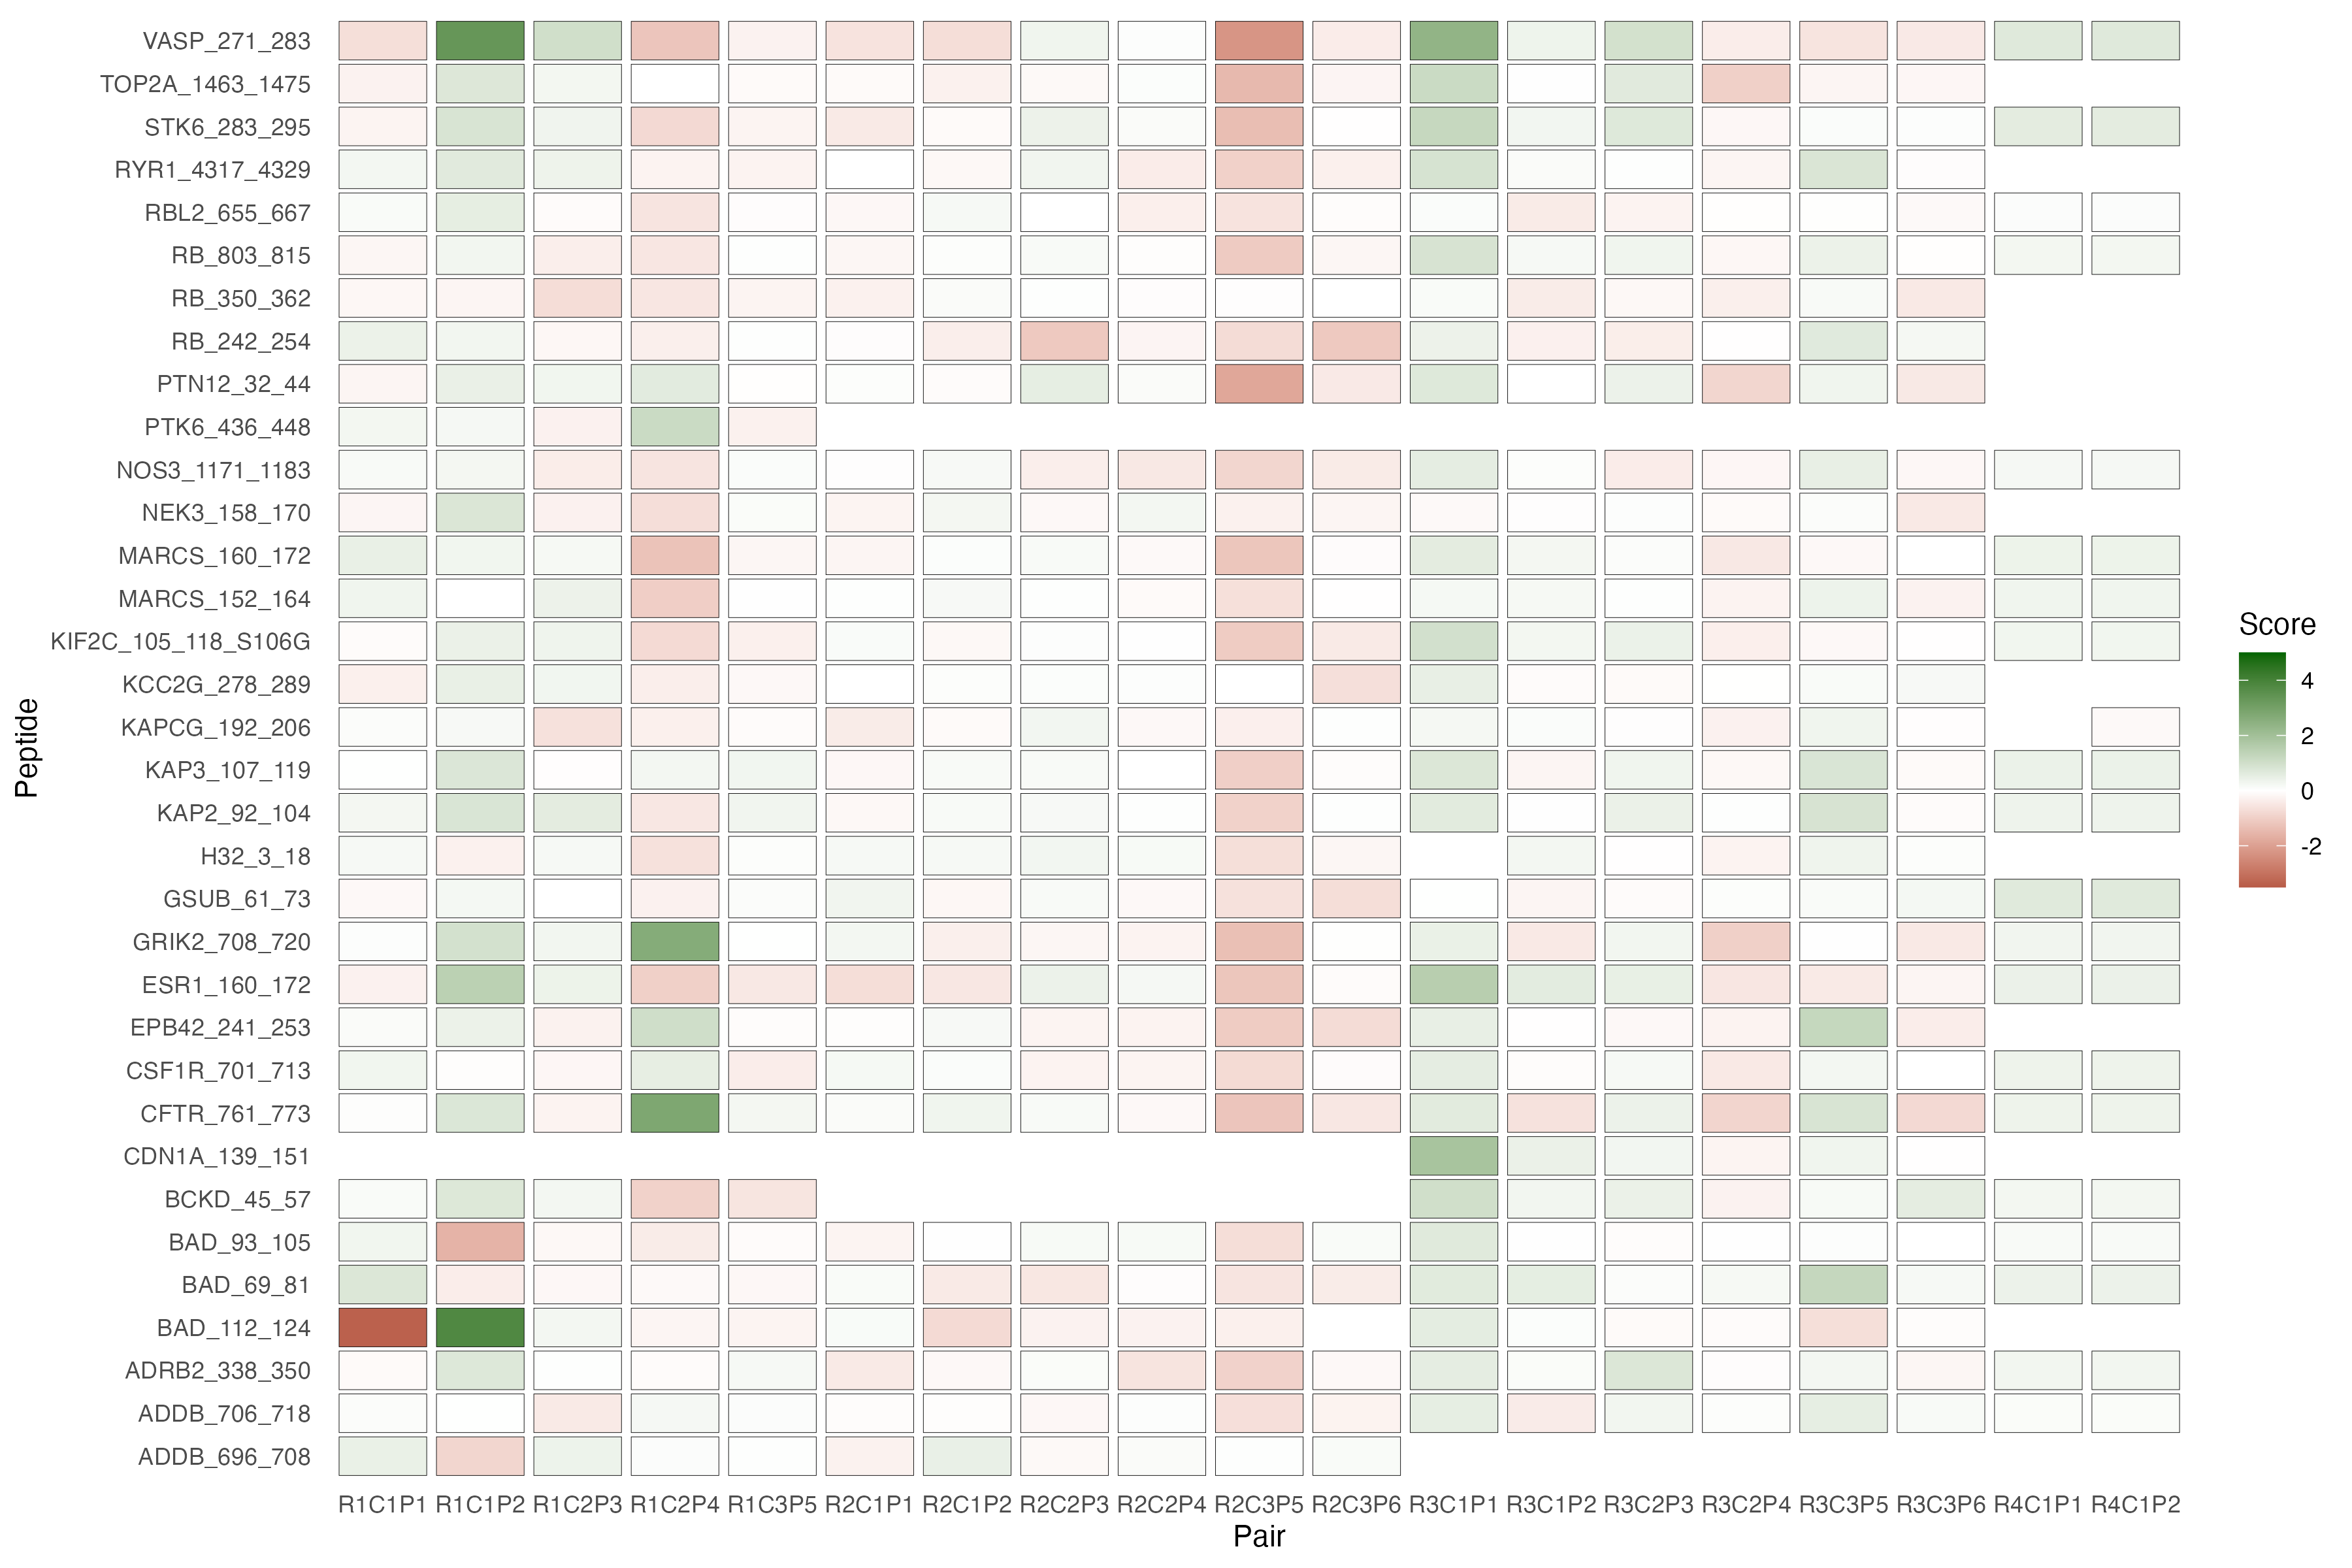 VASP_271_283
TOP2A_1463_1475
STK6_283_295
RYR1_4317_4329
RBL2_655_667
RB_803_815
RB_350_362
RB_242_254
PTN12_32_44
PTK6_436_448
NOS3_1171_1183
NEK3_158_170
MARCS_160_172
MARCS_152_164
KIF2C_105_118_S106G
KCC2G_278_289
KAPCG_192_206
KAP3_107_119
KAP2_92_104
H32_3_18
GSUB_61_73
GRIK2_708_720
ESR1_160_172
EPB42_241_253
CSF1R_701_713
CFTR_761_773
CDN1A_139_151
BCKD_45_57
BAD_93_105
BAD_69_81
BAD_112_124
ADRB2_338_350
ADDB_706_718
ADDB_696_708
Peptide
R1C1P1 R1C1P2 R1C2P3 R1C2P4 R1C3P5 R2C1P1 R2C1P2 R2C2P3 R2C2P4 R2C3P5 R2C3P6 R3C1P1 R3C1P2 R3C2P3 R3C2P4 R3C3P5 R3C3P6 R4C1P1 R4C1P2
Pair
Score
4
2
0
-2